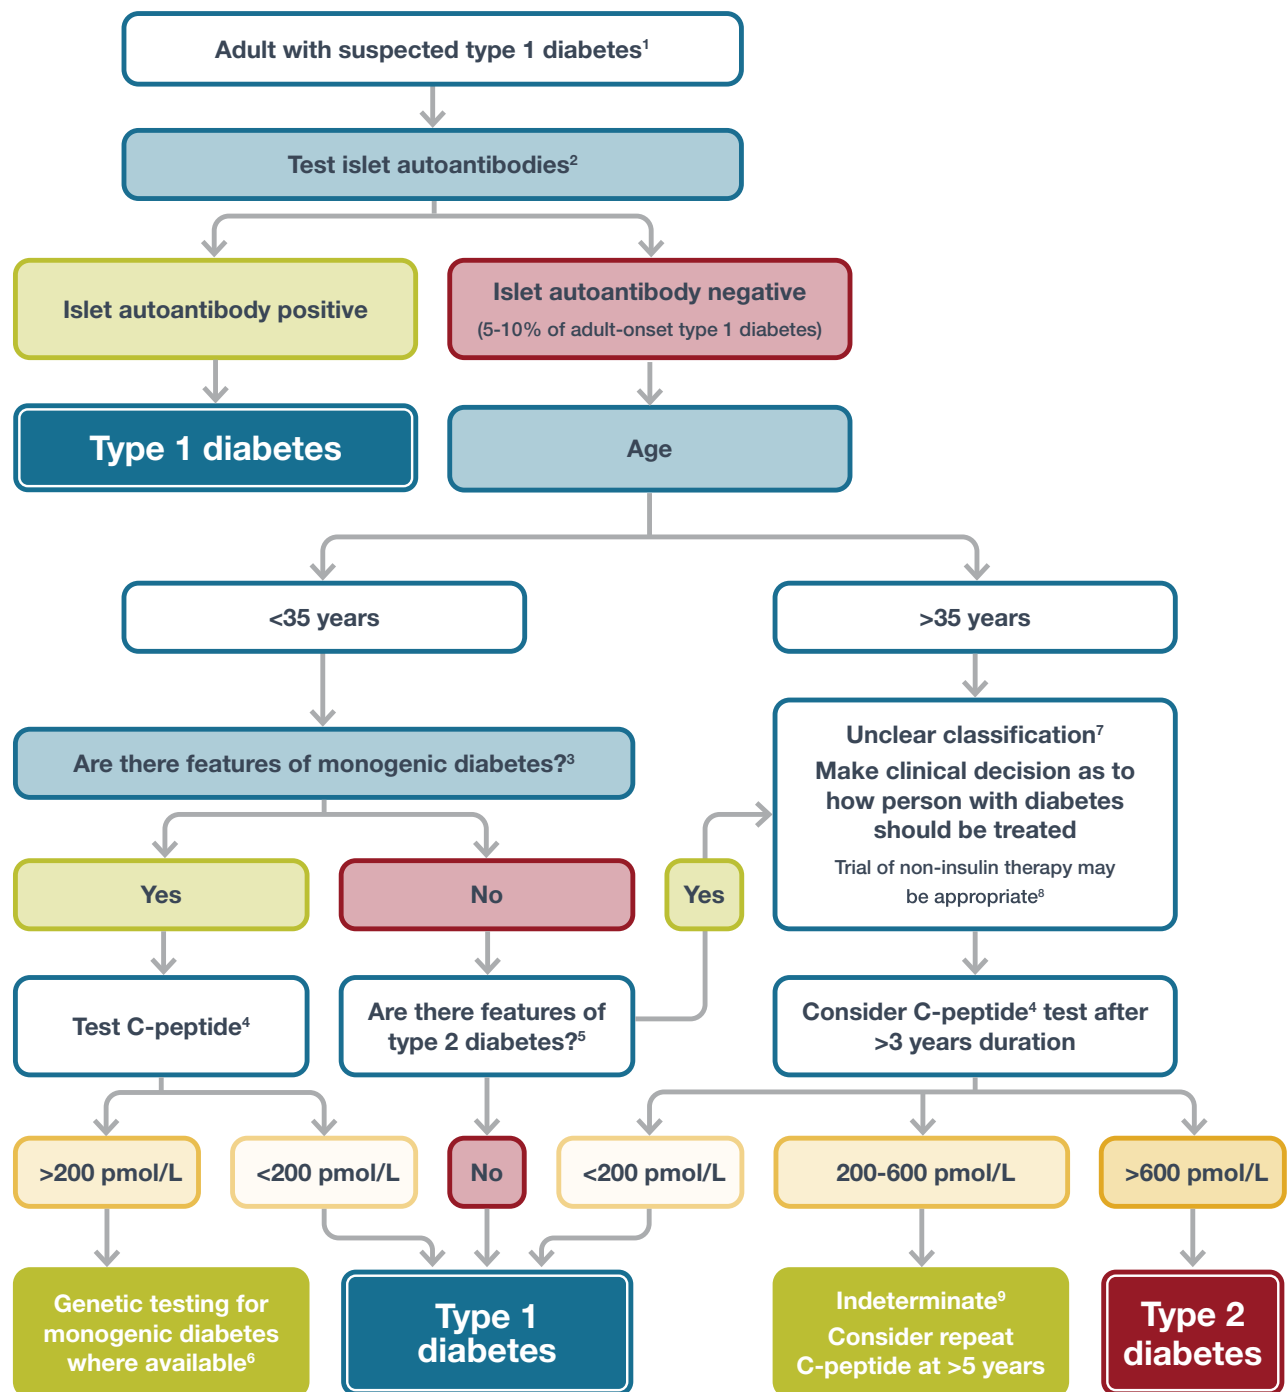 Adult with suspected type 1 diabetes¹
Test islet autoantibodies²
Islet autoantibody positive
Islet autoantibody negative
(5-10% of adult-onset type 1 diabetes)
Type 1 diabetes
Age
<35 years
>35 years
Are there features of monogenic diabetes?³
Unclear classification⁷
Make clinical decision as to
how person with diabetes
should be treated
Trial of non-insulin therapy may
be appropriate⁸
Yes
No
Yes
Test C-peptide⁴
Are there features of
type 2 diabetes?⁵
Consider C-peptide⁴ test after
>3 years duration
>200 pmol/L
<200 pmol/L
No
<200 pmol/L
200-600 pmol/L
>600 pmol/L
Genetic testing for
monogenic diabetes
where available⁶
Type 1
diabetes
Indeterminate⁹
Consider repeat
C-peptide at >5 years
Type 2
diabetes